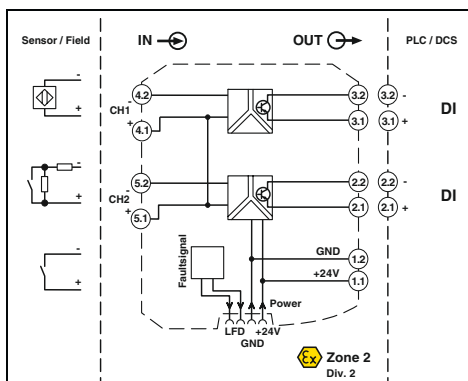 Sensor / Field
IN
OUT
PLC / DCS
-
+
4.2
-
CH1
+
4.1
3.2
3.1
3.2 -
3.1 +
DI
-
+
5.2
-
CH2
+
5.1
2.2
2.1
2.2 -
2.1 +
DI
-
+
Faultsignal
GND
1.2
+24V
1.1
Power
LFD
+24V
GND
Ex
Zone 2
Div. 2